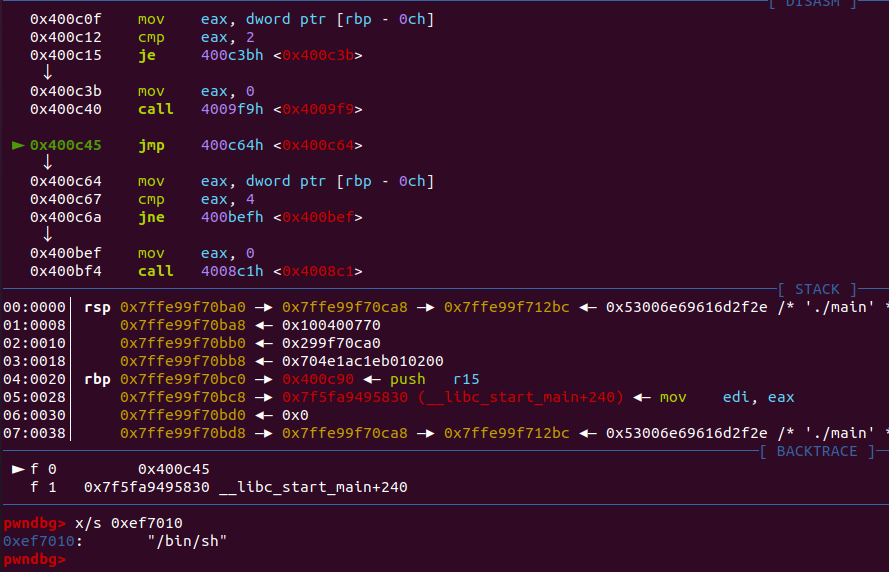 [ DISASM ]
0x400c0f mov eax, dword ptr [rbp - 0ch]
0x400c12 cmp eax, 2
0x400c15 je 400c3bh <0x400c3b>
↓
0x400c3b mov eax, 0
0x400c40 call 4009f9h <0x4009f9>
► 0x400c45 jmp 400c64h <0x400c64>
↓
0x400c64 mov eax, dword ptr [rbp - 0ch]
0x400c67 cmp eax, 4
0x400c6a jne 400befh <0x400bef>
↓
0x400bef mov eax, 0
0x400bf4 call 4008c1h <0x4008c1>
[ STACK ]
00:0000│ rsp 0x7ffe99f70ba0 —▸ 0x7ffe99f70ca8 —▸ 0x7ffe99f712bc ◂— 0x53006e69616d2f2e /* './main' *
01:0008│ 0x7ffe99f70ba8 ◂— 0x100400770
02:0010│ 0x7ffe99f70bb0 ◂— 0x299f70ca0
03:0018│ 0x7ffe99f70bb8 ◂— 0x704e1ac1eb010200
04:0020│ rbp 0x7ffe99f70bc0 —▸ 0x400c90 ◂— push r15
05:0028│ 0x7ffe99f70bc8 —▸ 0x7f5fa9495830 (__libc_start_main+240) ◂— mov edi, eax
06:0030│ 0x7ffe99f70bd0 ◂— 0x0
07:0038│ 0x7ffe99f70bd8 —▸ 0x7ffe99f70ca8 —▸ 0x7ffe99f712bc ◂— 0x53006e69616d2f2e /* './main' *
[ BACKTRACE ]
► f 0 0x400c45
f 1 0x7f5fa9495830 __libc_start_main+240
pwndbg> x/s 0xef7010
0xef7010: "/bin/sh"
pwndbg>